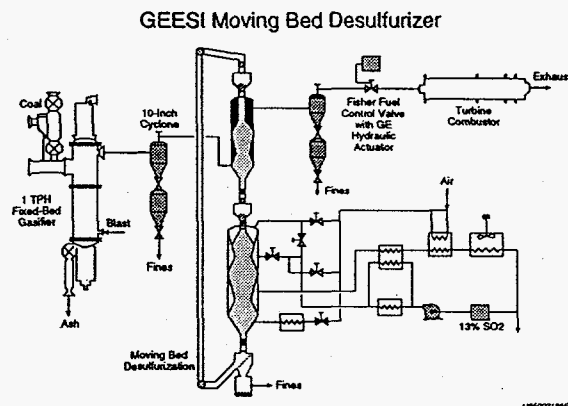 GEESI Moving Bed Desulfurizer
Coal
10-Inch
Cyclone
1 TPH
Fixed-Bed
Gasifier
Blast
Ash
Fines
Fisher Fuel
Control Valve
with GE
Hydraulic
Actuator
Turbine
Combustor
Exhaust
Fines
Air
13% SO2
Moving Bed
Desulfurization
Fines